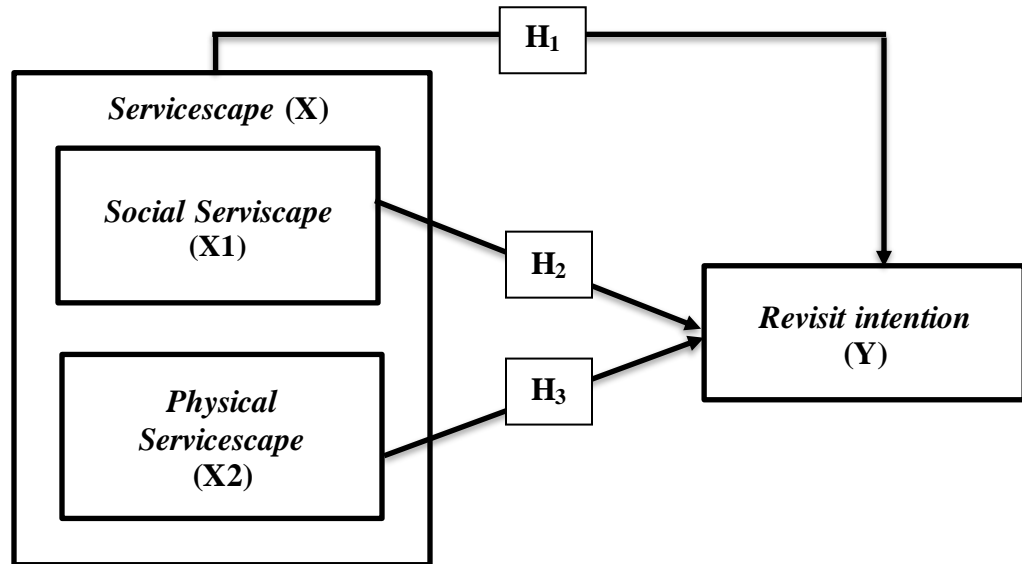 H₁
Servicescape (X)
Social Serviscape
(X1)
H₂
Revisit intention
(Y)
H₃
Physical
Servicescape
(X2)